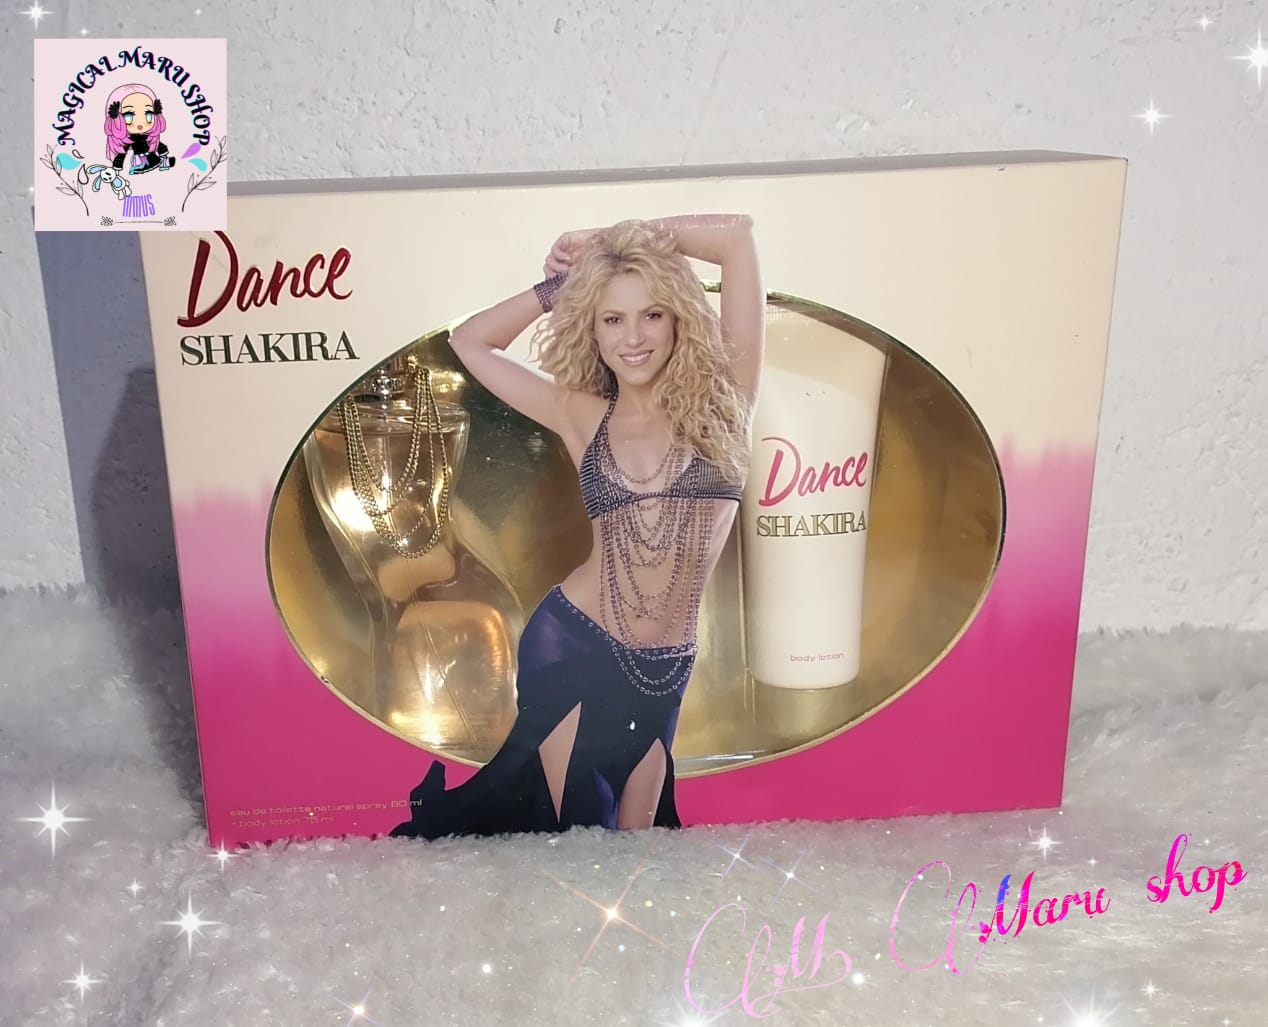 MAGICAL MARU SHOP
MMUS
Dance
SHAKIRA
Dance
SHAKIRA
body lotion
eau de toilette natural spray 80 ml
+ body lotion 75 ml
M Maru shop